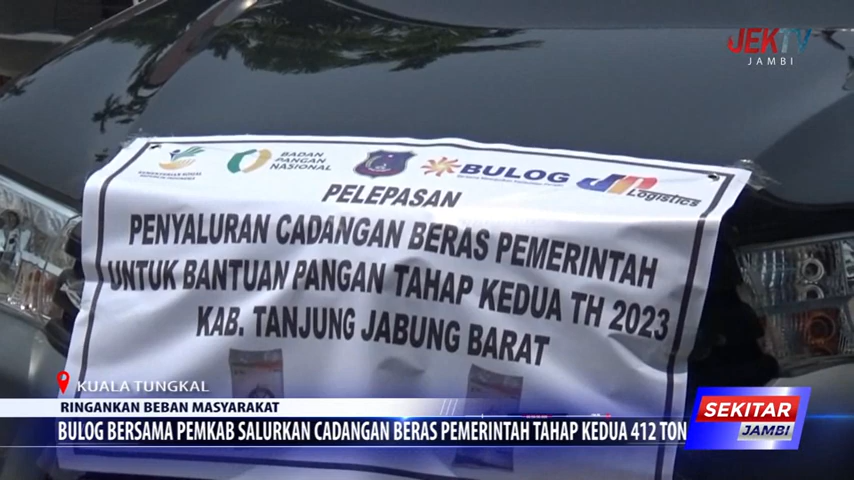 JEKTV
JAMBI
KEMENTERIAN SOSIAL
BADAN
PANGAN
NASIONAL
BULOG
Logistics
PELEPASAN
PENYALURAN CADANGAN BERAS PEMERINTAH
UNTUK BANTUAN PANGAN TAHAP KEDUA TH 2023
KAB. TANJUNG JABUNG BARAT
KUALA TUNGKAL
RINGANKAN BEBAN MASYARAKAT
BULOG BERSAMA PEMKAB SALURKAN CADANGAN BERAS PEMERINTAH TAHAP KEDUA 412 TON
SEKITAR
JAMBI